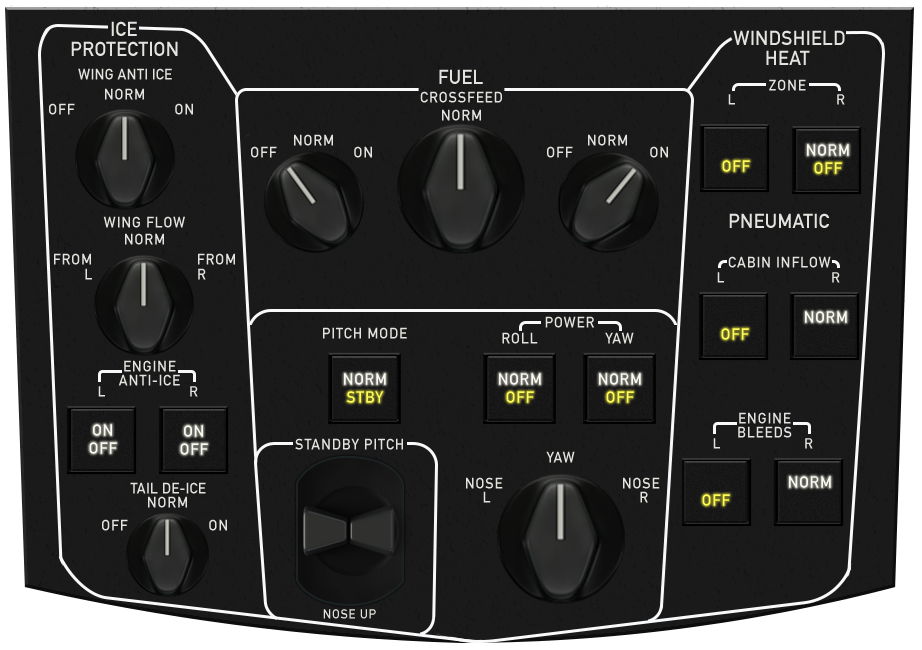 ICE
PROTECTION
WING ANTI ICE
NORM
OFF ON
WING FLOW
NORM
FROM
L
FROM
R
ENGINE
ANTI-ICE
L R
ON
OFF
ON
OFF
TAIL DE-ICE
NORM
OFF ON
FUEL
CROSSFEED
NORM
OFF NORM ON
OFF NORM ON
PITCH MODE
NORM
STBY
POWER
ROLL YAW
NORM
OFF
NORM
OFF
STANDBY PITCH
NOSE UP
YAW
NOSE
L
NOSE
R
WINDSHIELD
HEAT
ZONE
L R
OFF
NORM
OFF
PNEUMATIC
CABIN INFLOW
L R
OFF
NORM
ENGINE
BLEEDS
L R
OFF
NORM